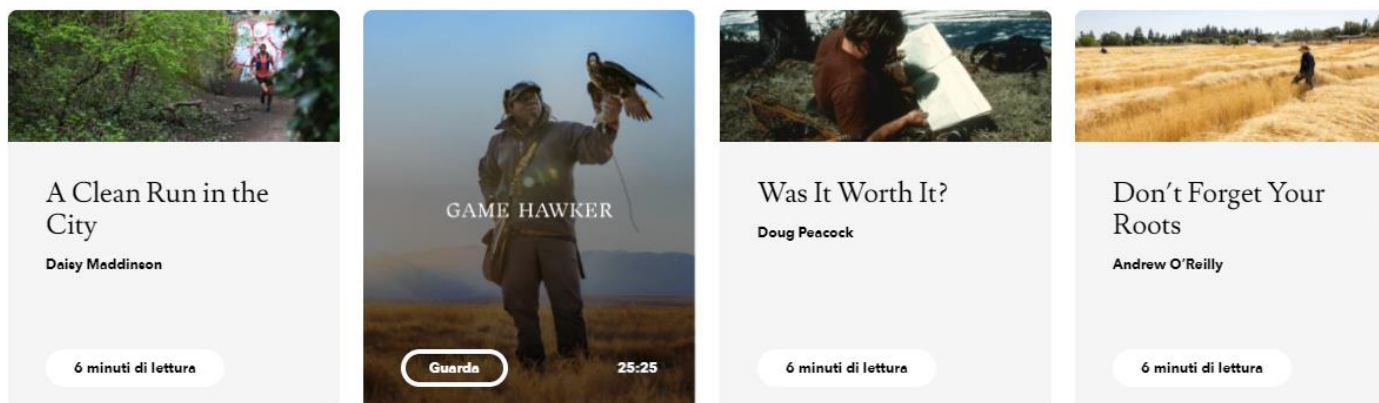 A Clean Run in the
City
Daisy Maddinson
6 minuti di lettura
GAME HAWKER
Guarda
25:25
Was It Worth It?
Doug Peacock
6 minuti di lettura
Don't Forget Your
Roots
Andrew O'Reilly
6 minuti di lettura